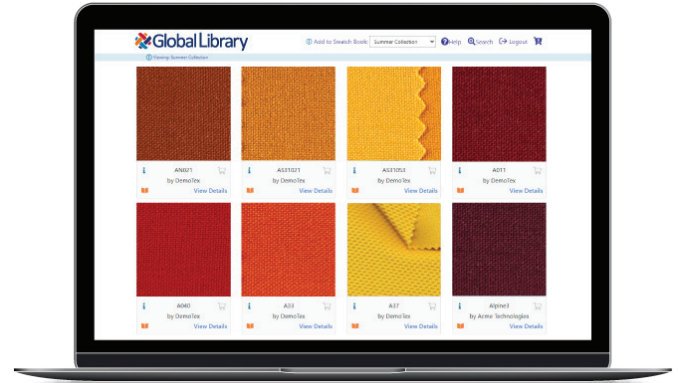 Global Library
Add to Swatch Book: Summer Collection Help Search Logout
Viewing: Summer Collection
AN021
by DemoTex
View Details
AS31021
by DemoTex
View Details
AS31053
by DemoTex
View Details
A011
by DemoTex
View Details
A040
by DemoTex
View Details
A33
by DemoTex
View Details
A37
by DemoTex
View Details
Alpine3
by Acme Technologies
View Details